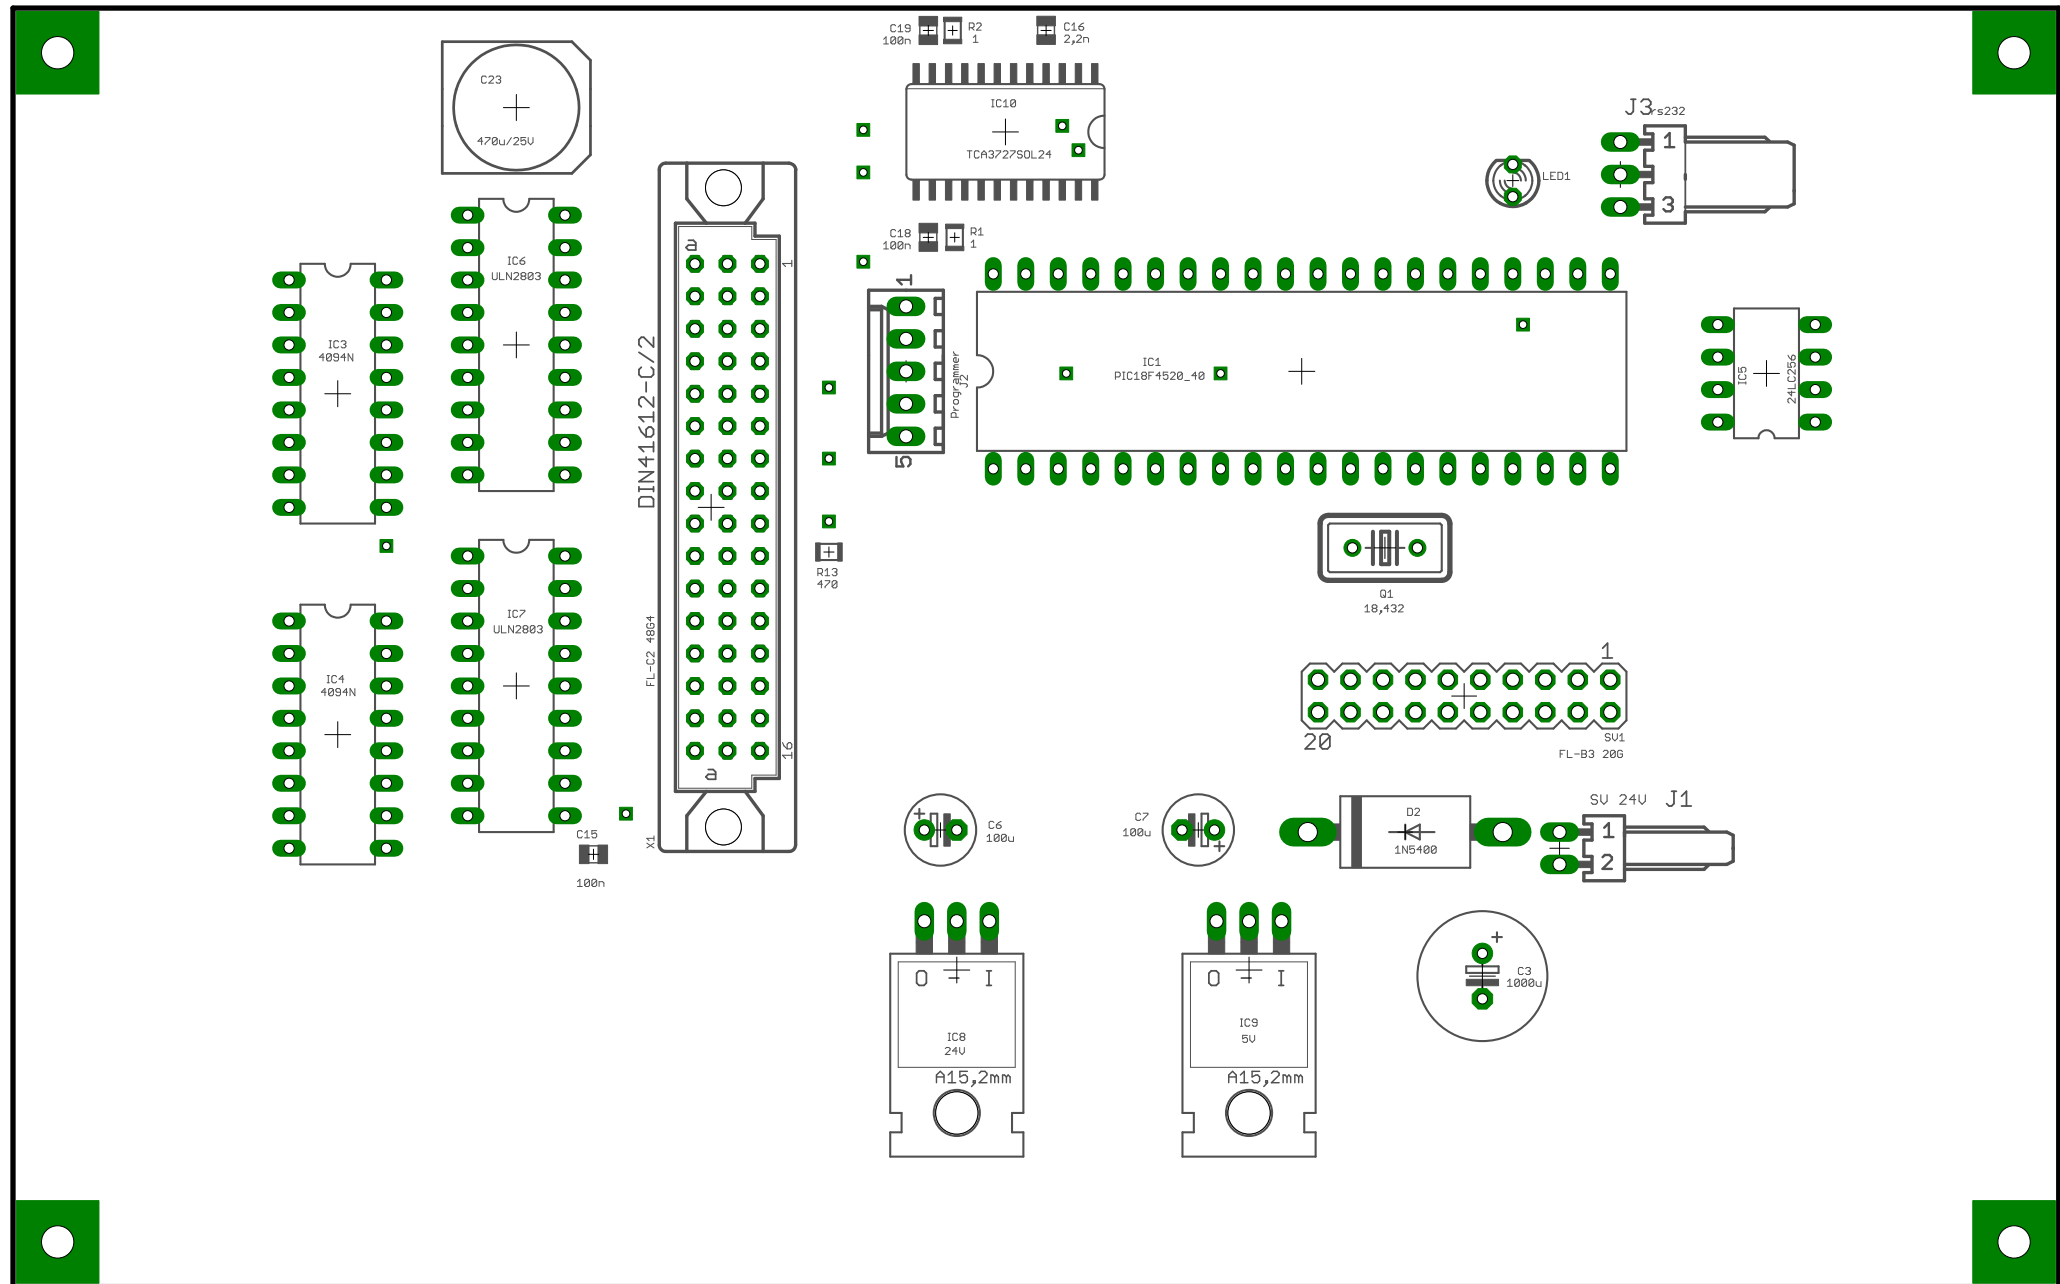 C19
100n
R2
1
C16
2,2n
C23
470u/25V
IC10
TCA3727SOL24
J3
rs232
1
3
LED1
C18
100n
R1
1
IC6
ULN2803
a
1
IC3
4094N
DIN41612-C/2
1
5
Programmer
J2
IC1
PIC18F4520_40
IC5
24LC256
R13
470
Q1
18,432
IC7
ULN2803
FL-C2 48G4
IC4
4094N
1
20
SV1
FL-B3 20G
16
a
X1
C15
100n
+
C6
100u
C7
100u
+
D2
1N5400
SV 24V
J1
1
2
+
C3
1000u
O - I
IC8
24V
A15,2mm
O - I
IC9
5V
A15,2mm